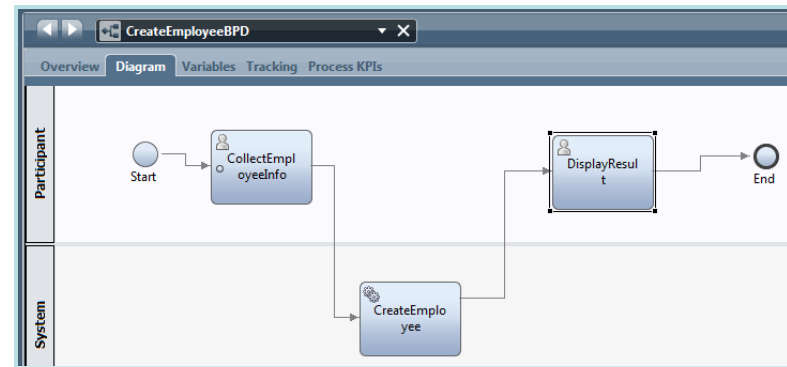 CreateEmployeeBPD
Overview Diagram Variables Tracking Process KPIs
Participant
Start
CollectEmpl
oyeeInfo
DisplayResul
t
End
System
CreateEmplo
yee